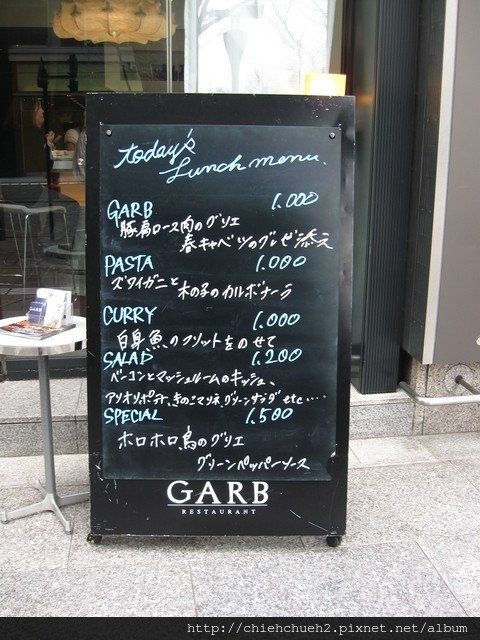 today's
Lunch menu.
GARB 1.000
豚肩ロース肉のグリエ
春キャベツのブレゼ添え
PASTA 1.000
ズワイガニと木の子のカルボナーラ
CURRY 1.000
白身魚のフリットをのせて
SALAD 1.200
ベーコンとマッシュルームのキッシュ、
アリオリポテト、きのこマリネ、グリーンサラダ etc....
SPECIAL 1.500
ホロホロ鳥のグリエ
グリーンペッパーソース
GARB
RESTAURANT
GARB
http://chiehchueh2.pixnet.net/album